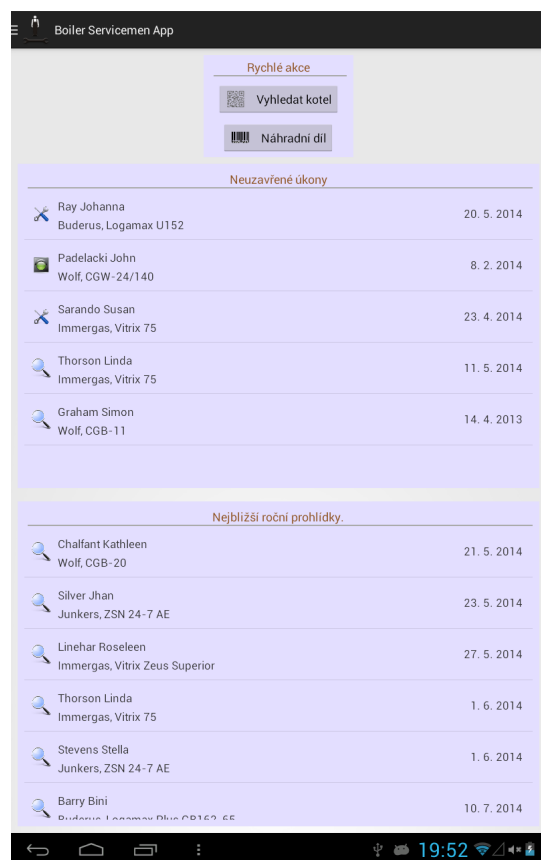 Boiler Servicemen App
Rychlé akce
Vyhledat kotel
Náhradní díl
Neuzavřené úkony
Ray Johanna
Buderus, Logamax U152
20. 5. 2014
Padelacki John
Wolf, CGW-24/140
8. 2. 2014
Sarando Susan
Immergas, Vitrix 75
23. 4. 2014
Thorson Linda
Immergas, Vitrix 75
11. 5. 2014
Graham Simon
Wolf, CGB-11
14. 4. 2013
Nejbližší roční prohlídky.
Chalfant Kathleen
Wolf, CGB-20
21. 5. 2014
Silver Jhan
Junkers, ZSN 24-7 AE
23. 5. 2014
Linehar Roseleen
Immergas, Vitrix Zeus Superior
27. 5. 2014
Thorson Linda
Immergas, Vitrix 75
1. 6. 2014
Stevens Stella
Junkers, ZSN 24-7 AE
1. 6. 2014
Barry Bini
Buderus, Logamax Plus GB162-65
10. 7. 2014
19:52